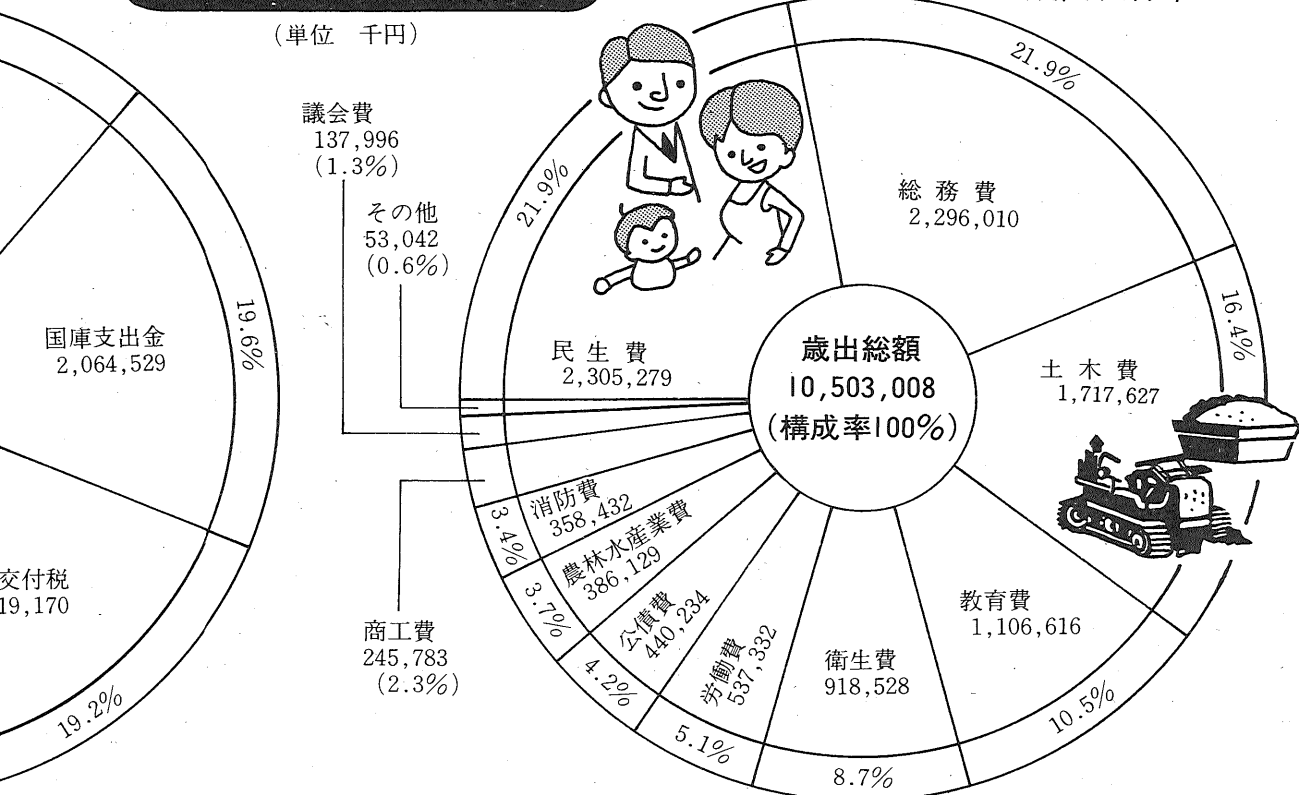 (単位 千円)
国庫支出金
2,064,529
19.6%
交付税
19,170
19.2%
議会費
137,996
(1.3%)
その他
53,042
(0.6%)
商工費
245,783
(2.3%)
歳出総額
10,503,008
(構成率100%)
21.9%
総務費
2,296,010
16.4%
土木費
1,717,627
教育費
1,106,616
10.5%
衛生費
918,528
8.7%
労働費
537,332
5.1%
公債費
440,234
4.2%
農林水産業費
386,129
3.7%
消防費
358,432
3.4%
民生費
2,305,279
21.9%